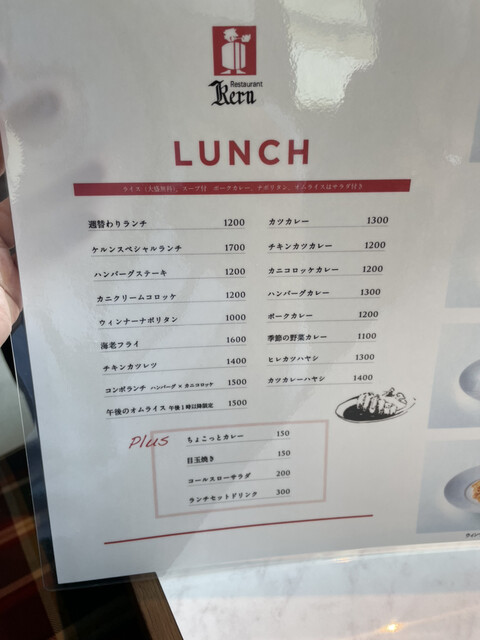 Restaurant
Kern
LUNCH
ライス（大盛無料）、スープ付　ポークカレー、ナポリタン、オムライスはサラダ付き
週替わりランチ 1200
ケルンスペシャルランチ 1700
ハンバーグステーキ 1200
カニクリームコロッケ 1200
ウィンナーナポリタン 1000
海老フライ 1600
チキンカツレツ 1400
コンボランチ ハンバーグ × カニコロッケ 1500
午後のオムライス 午後1時以降限定 1500
カツカレー 1300
チキンカツカレー 1200
カニコロッケカレー 1200
ハンバーグカレー 1300
ポークカレー 1200
季節の野菜カレー 1100
ヒレカツハヤシ 1300
カツカレーハヤシ 1400
Plus
ちょこっとカレー 150
目玉焼き 150
コールスローサラダ 200
ランチセットドリンク 300